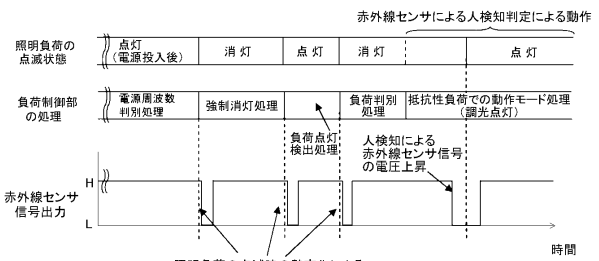 赤外線センサによる人検知判定による動作
照明負荷の
点滅状態
点灯
(電源投入後)
消 灯
点 灯
消 灯
点 灯
負荷制御部
の処理
電源周波数
判別処理
強制消灯処理
負荷点灯
検出処理
負荷判別
処理
抵抗性負荷での動作モード処理
(調光点灯)
人検知による
赤外線センサ信号
の電圧上昇
赤外線センサ
信号出力
H
L
時間